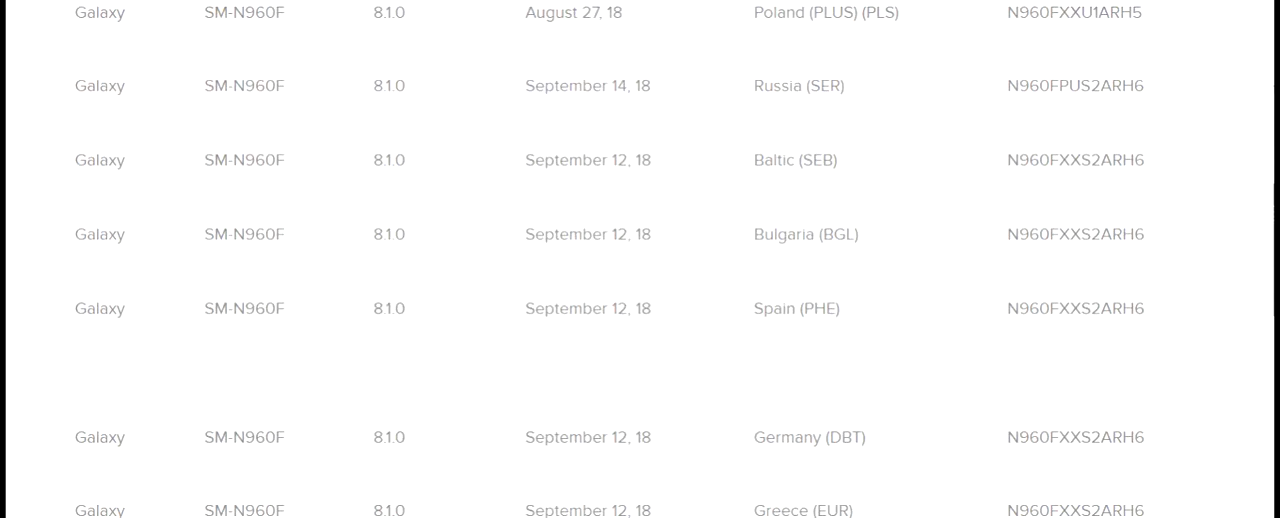 Galaxy SM-N960F 8.1.0 August 27, 18 Poland (PLUS) (PLS) N960FXXU1ARH5
Galaxy SM-N960F 8.1.0 September 14, 18 Russia (SER) N960FPUS2ARH6
Galaxy SM-N960F 8.1.0 September 12, 18 Baltic (SEB) N960FXXS2ARH6
Galaxy SM-N960F 8.1.0 September 12, 18 Bulgaria (BGL) N960FXXS2ARH6
Galaxy SM-N960F 8.1.0 September 12, 18 Spain (PHE) N960FXXS2ARH6
Galaxy SM-N960F 8.1.0 September 12, 18 Germany (DBT) N960FXXS2ARH6
Galaxy SM-N960F 8.1.0 September 12, 18 Greece (EUR) N960FXXS2ARH6